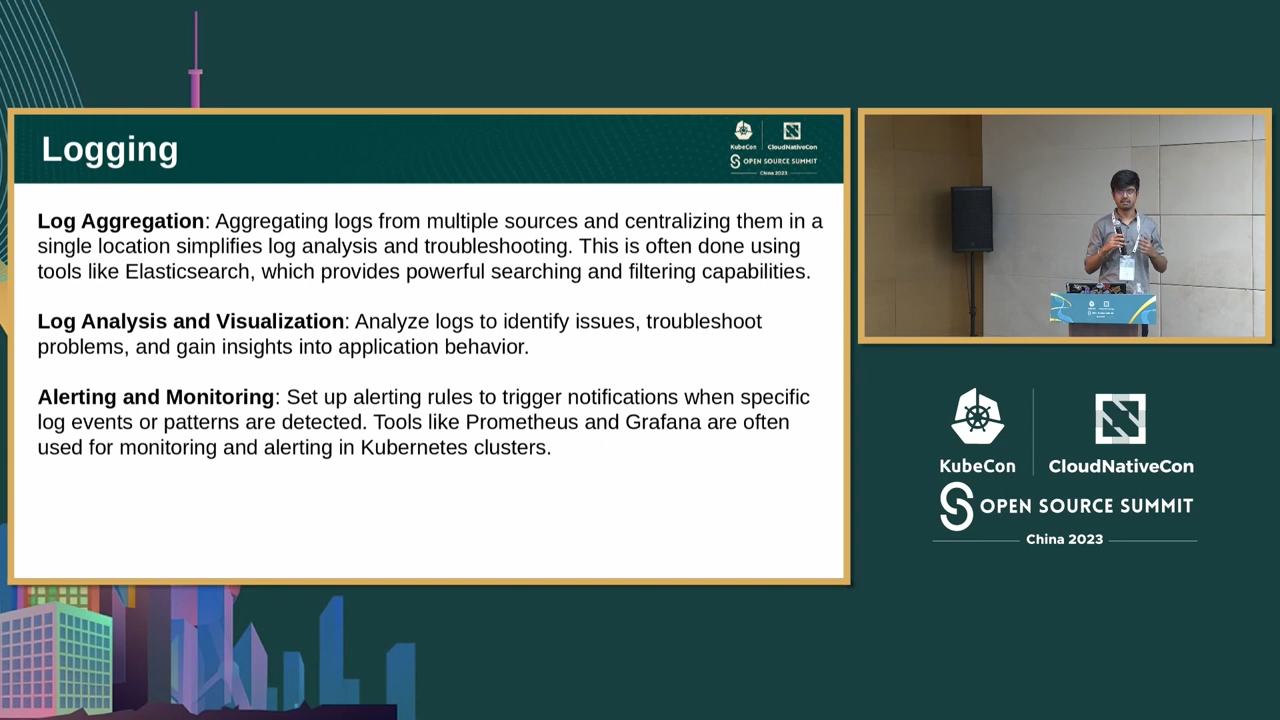 Logging
KubeCon
CloudNativeCon
OPEN SOURCE SUMMIT
China 2023
Log Aggregation: Aggregating logs from multiple sources and centralizing them in a
single location simplifies log analysis and troubleshooting. This is often done using
tools like Elasticsearch, which provides powerful searching and filtering capabilities.
Log Analysis and Visualization: Analyze logs to identify issues, troubleshoot
problems, and gain insights into application behavior.
Alerting and Monitoring: Set up alerting rules to trigger notifications when specific
log events or patterns are detected. Tools like Prometheus and Grafana are often
used for monitoring and alerting in Kubernetes clusters.
KubeCon
CloudNativeCon
OPEN SOURCE SUMMIT
China 2023